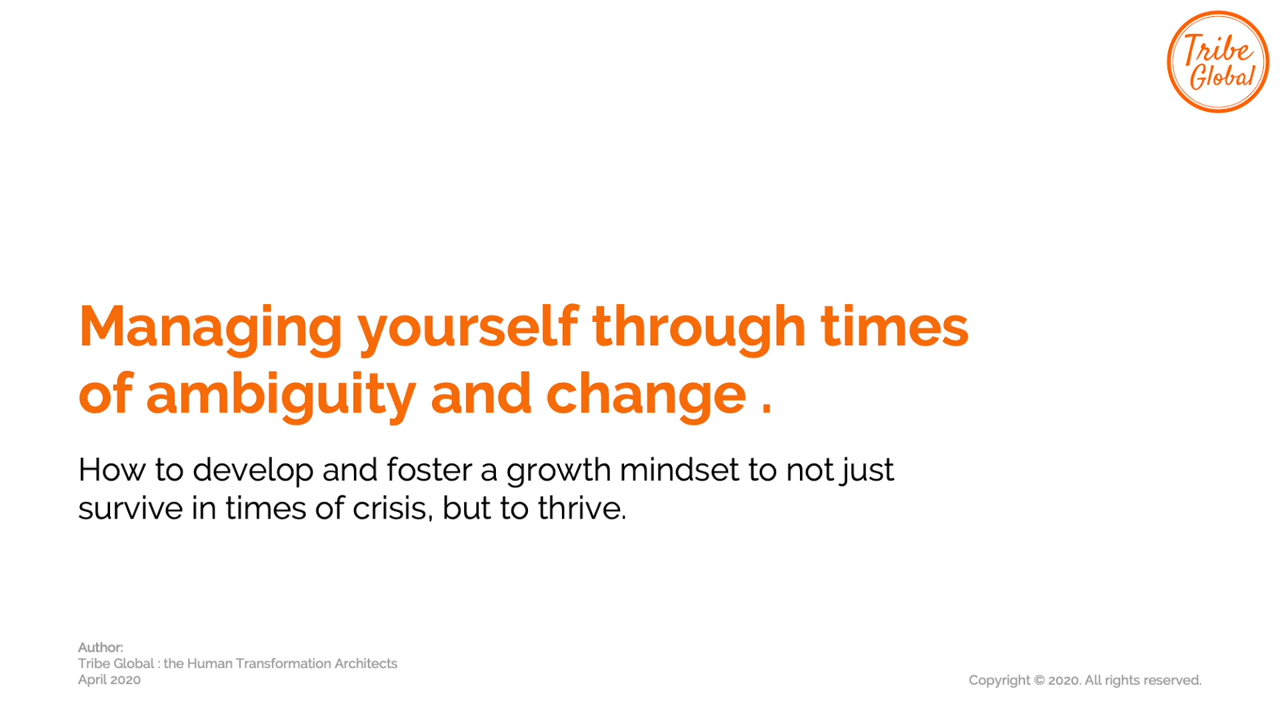 Tribe
Global
Managing yourself through times
of ambiguity and change .
How to develop and foster a growth mindset to not just
survive in times of crisis, but to thrive.
Author:
Tribe Global : the Human Transformation Architects
April 2020
Copyright © 2020. All rights reserved.